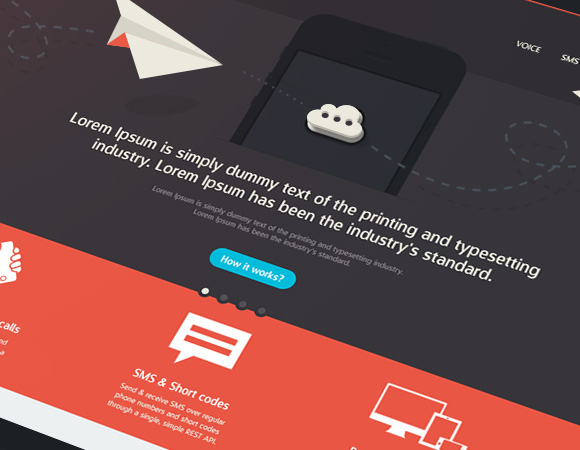 VOICE SMS
Lorem Ipsum is simply dummy text of the printing and typesetting
industry. Lorem Ipsum has been the industry's standard.
Lorem Ipsum is simply dummy text of the printing and typesetting industry.
Lorem Ipsum has been the industry's standard.
How it works?
calls
SMS & Short codes
Send & receive SMS over regular
phone numbers and short codes
through a single, simple REST API.